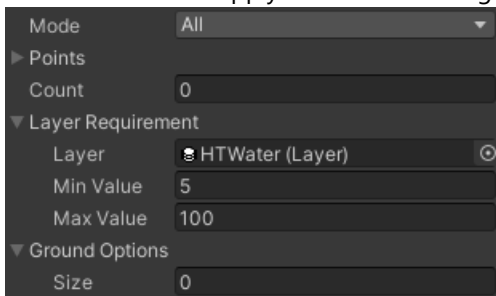 Mode All
Points
Count 0
Layer Requirement
Layer HTWater (Layer)
Min Value 5
Max Value 100
Ground Options
Size 0